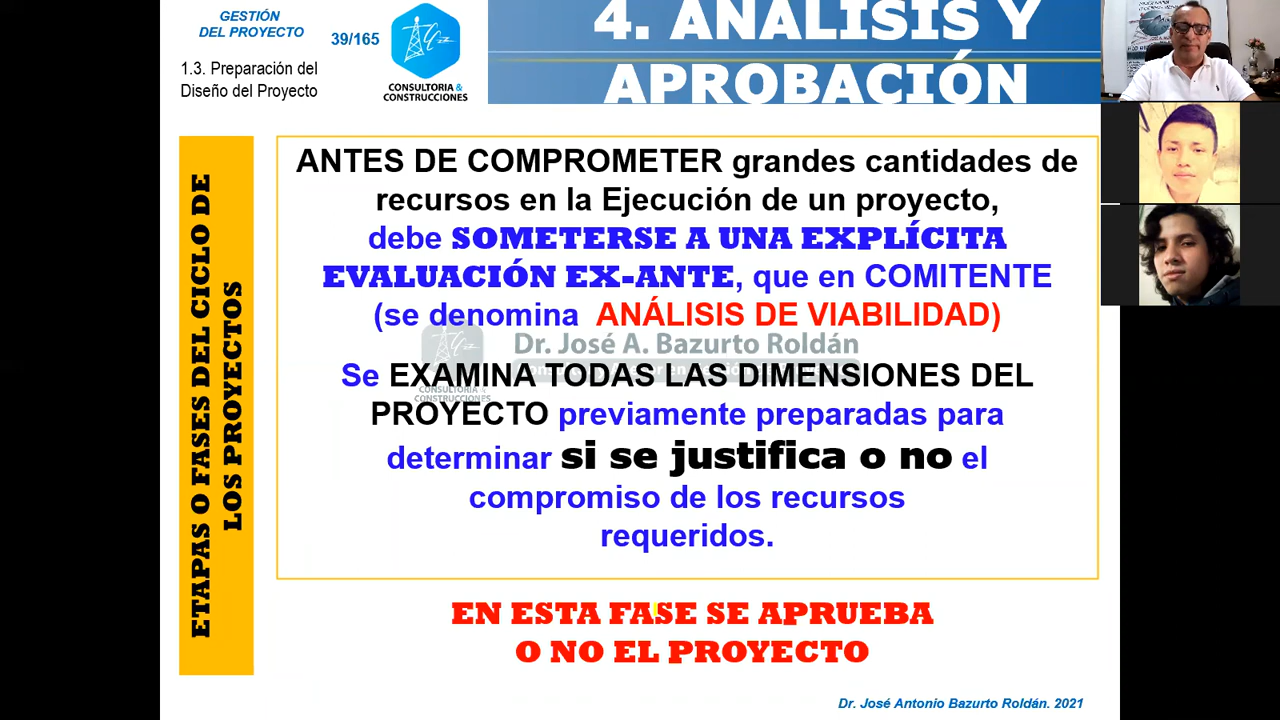 GESTIÓN
DEL PROYECTO
39/165
1.3. Preparación del
Diseño del Proyecto
CONSULTORIA&
CONSTRUCCIONES
4. ANÁLISIS Y
APROBACIÓN
ETAPAS O FASES DEL CICLO DE
LOS PROYECTOS
ANTES DE COMPROMETER grandes cantidades de
recursos en la Ejecución de un proyecto,
debe SOMETERSE A UNA EXPLÍCITA
EVALUACIÓN EX-ANTE, que en COMITENTE
(se denomina ANÁLISIS DE VIABILIDAD)
Dr. José A. Bazurto Roldán
Se EXAMINA TODAS LAS DIMENSIONES DEL
CONSULTORIA &
CONSTRUCCIONES
PROYECTO previamente preparadas para
determinar si se justifica o no el
compromiso de los recursos
requeridos.
EN ESTA FASE SE APRUEBA
O NO EL PROYECTO
Dr. José Antonio Bazurto Roldán. 2021